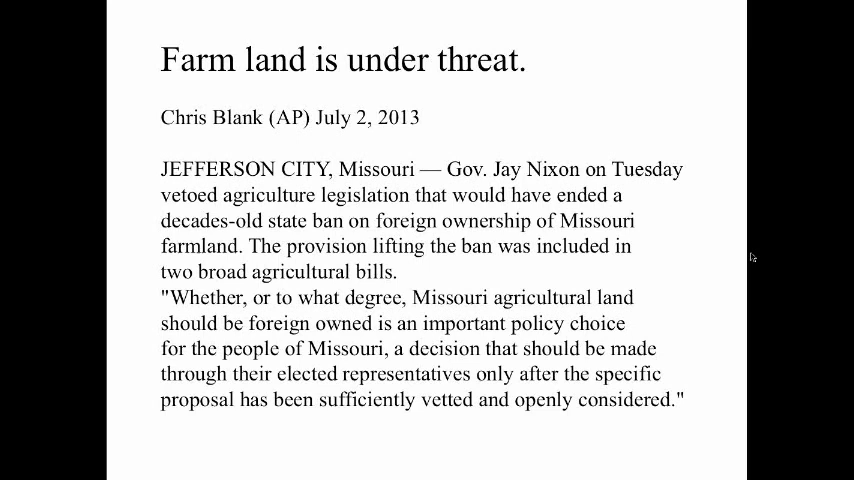 Farm land is under threat.
Chris Blank (AP) July 2, 2013
JEFFERSON CITY, Missouri — Gov. Jay Nixon on Tuesday
vetoed agriculture legislation that would have ended a
decades-old state ban on foreign ownership of Missouri
farmland. The provision lifting the ban was included in
two broad agricultural bills.
"Whether, or to what degree, Missouri agricultural land
should be foreign owned is an important policy choice
for the people of Missouri, a decision that should be made
through their elected representatives only after the specific
proposal has been sufficiently vetted and openly considered."